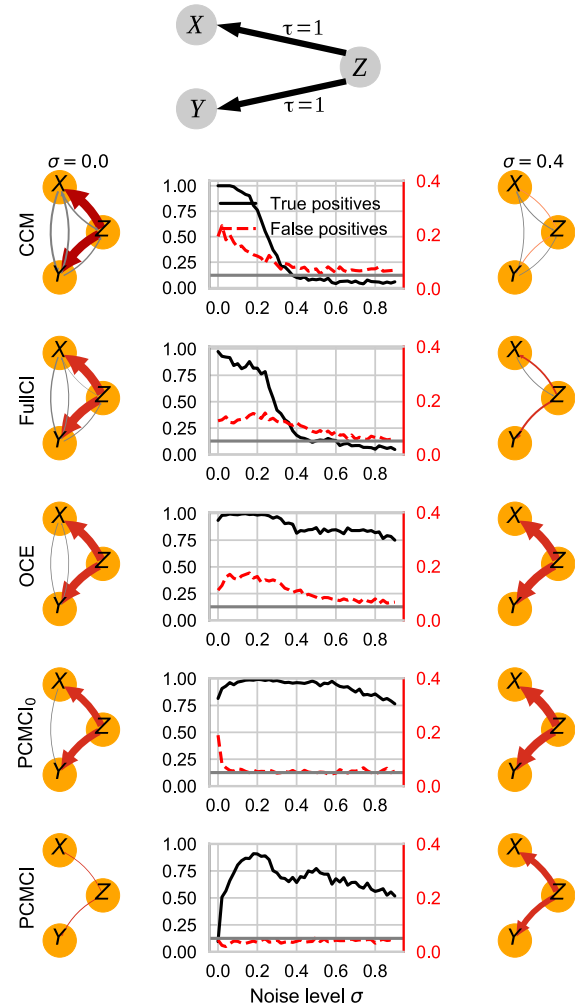 X
τ=1
Z
Y
τ=1
σ = 0.0
σ = 0.4
CCM
X
Z
Y
1.00
0.75
0.50
0.25
0.00
True positives
False positives
0.4
0.2
0.0
0.0 0.2 0.4 0.6 0.8
X
Z
Y
FullCI
X
Z
Y
1.00
0.75
0.50
0.25
0.00
0.4
0.2
0.0
0.0 0.2 0.4 0.6 0.8
X
Z
Y
OCE
X
Z
Y
1.00
0.75
0.50
0.25
0.00
0.4
0.2
0.0
0.0 0.2 0.4 0.6 0.8
X
Z
Y
PCMCI₀
X
Z
Y
1.00
0.75
0.50
0.25
0.00
0.4
0.2
0.0
0.0 0.2 0.4 0.6 0.8
X
Z
Y
PCMCI
X
Z
Y
1.00
0.75
0.50
0.25
0.00
0.4
0.2
0.0
0.0 0.2 0.4 0.6 0.8
Noise level σ
X
Z
Y